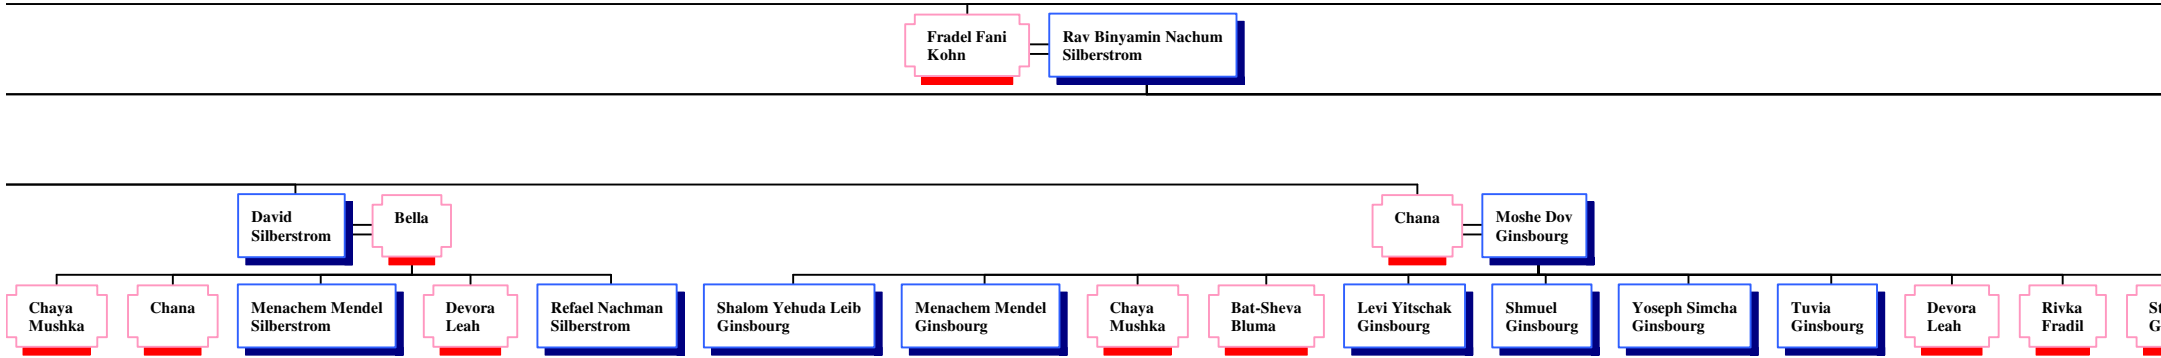 Fradel Fani
Kohn
Rav Binyamin Nachum
Silberstrom
David
Silberstrom
Bella
Chana
Moshe Dov
Ginsbourg
Chaya
Mushka
Chana
Menachem Mendel
Silberstrom
Devora
Leah
Refael Nachman
Silberstrom
Shalom Yehuda Leib
Ginsbourg
Menachem Mendel
Ginsbourg
Chaya
Mushka
Bat-Sheva
Bluma
Levi Yitschak
Ginsbourg
Shmuel
Ginsbourg
Yoseph Simcha
Ginsbourg
Tuvia
Ginsbourg
Devora
Leah
Rivka
Fradil